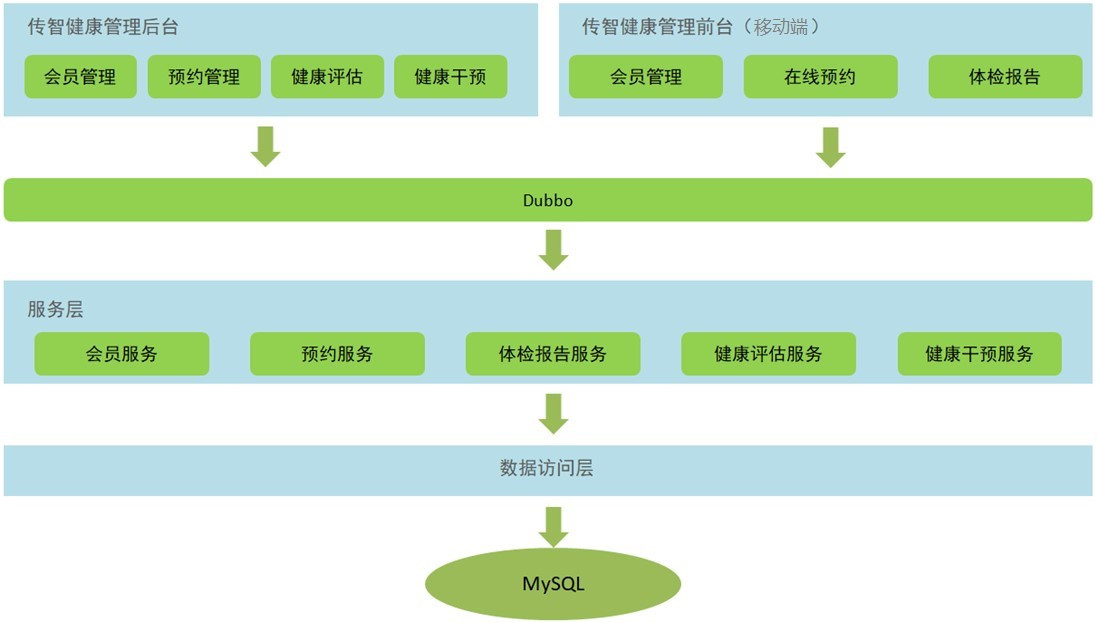 传智健康管理后台
会员管理 预约管理 健康评估 健康干预
传智健康管理前台（移动端）
会员管理 在线预约 体检报告
Dubbo
服务层
会员服务 预约服务 体检报告服务 健康评估服务 健康干预服务
数据访问层
MySQL